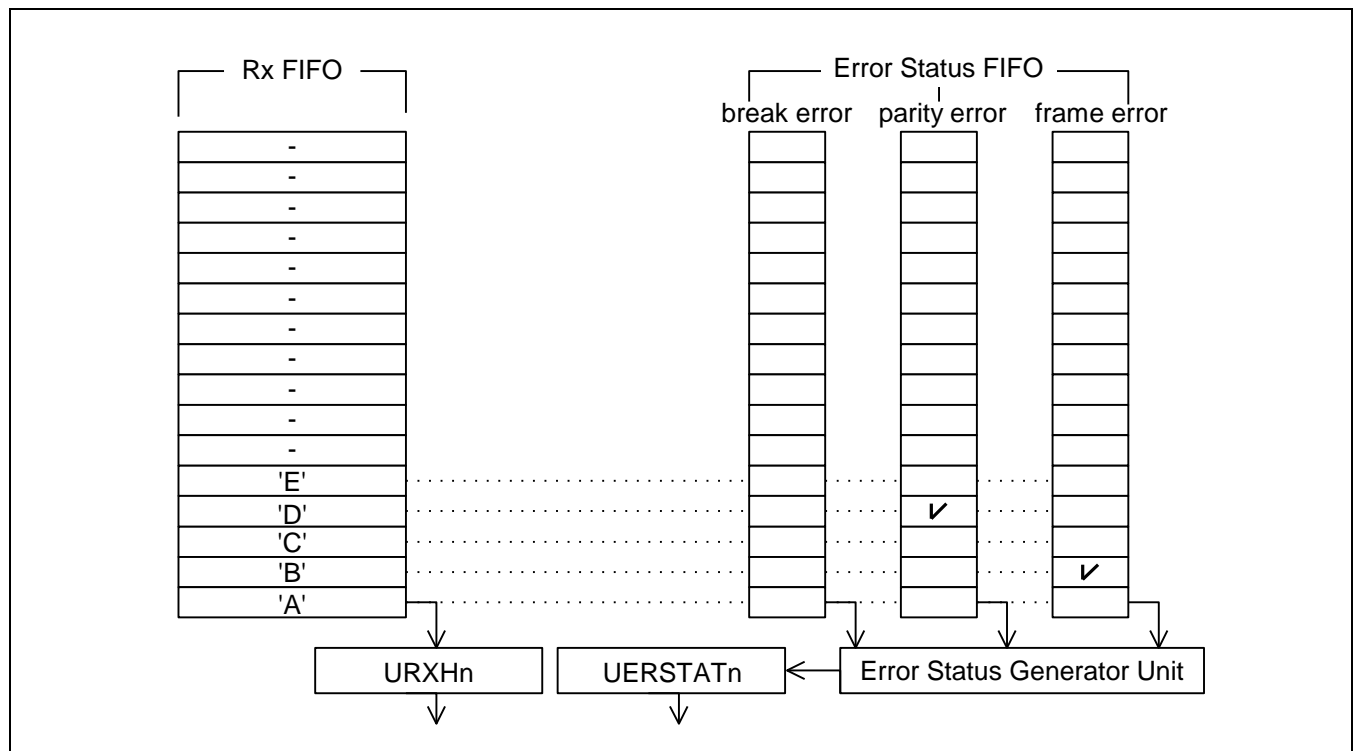 Rx FIFO
Error Status FIFO
break error parity error frame error
-
-
-
-
-
-
-
-
-
-
-
'E'
'D'
'C'
'B'
'A'
URXHn
UERSTATn
Error Status Generator Unit